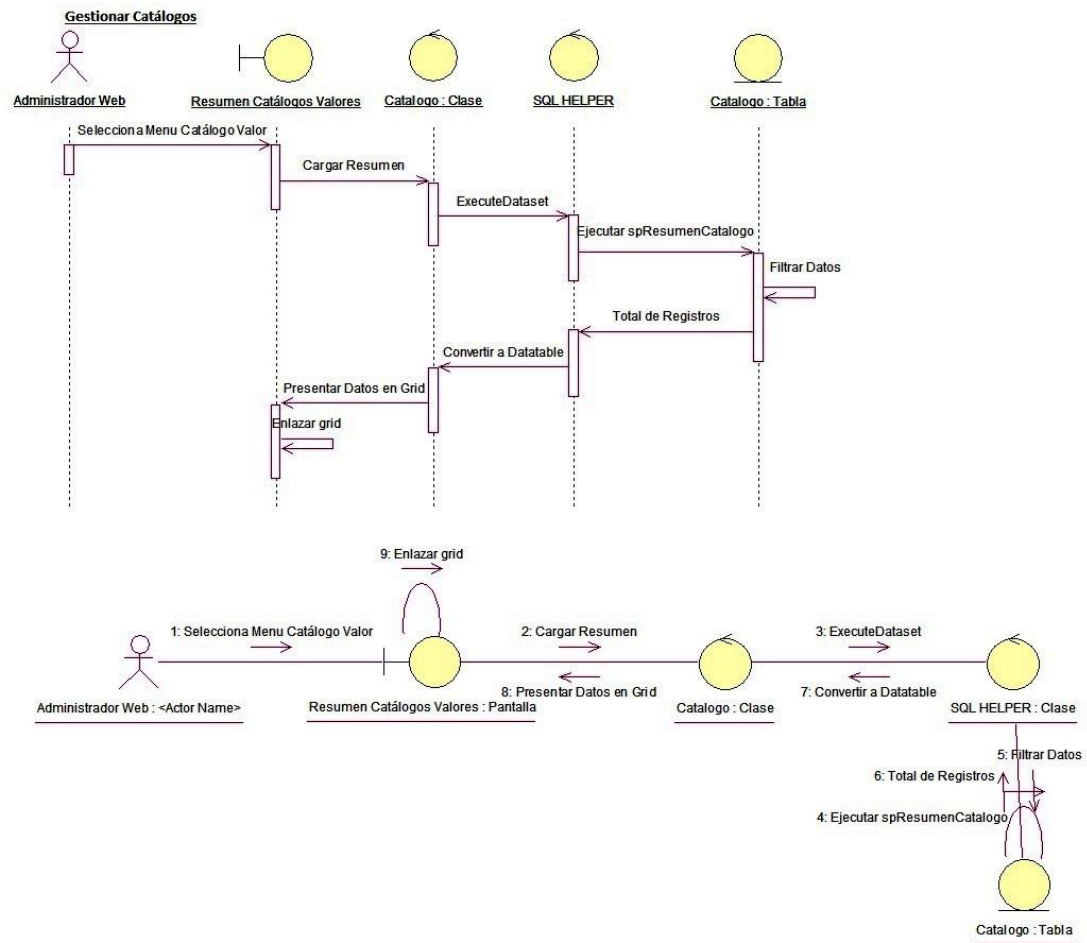 Gestionar Catálogos
Administrador Web
Resumen Catálogos Valores
Catalogo : Clase
SQL HELPER
Catalogo : Tabla
Selecciona Menu Catálogo Valor
Cargar Resumen
ExecuteDataset
Ejecutar spResumenCatalogo
Filtrar Datos
Total de Registros
Convertir a Datatable
Presentar Datos en Grid
Enlazar grid
9: Enlazar grid
1: Selecciona Menu Catálogo Valor
2: Cargar Resumen
3: ExecuteDataset
8: Presentar Datos en Grid
7: Convertir a Datatable
Administrador Web : <Actor Name>
Resumen Catálogos Valores : Pantalla
Catalogo : Clase
SQL HELPER : Clase
5: Filtrar Datos
6: Total de Registros
4: Ejecutar spResumenCatalogo
Catalogo : Tabla